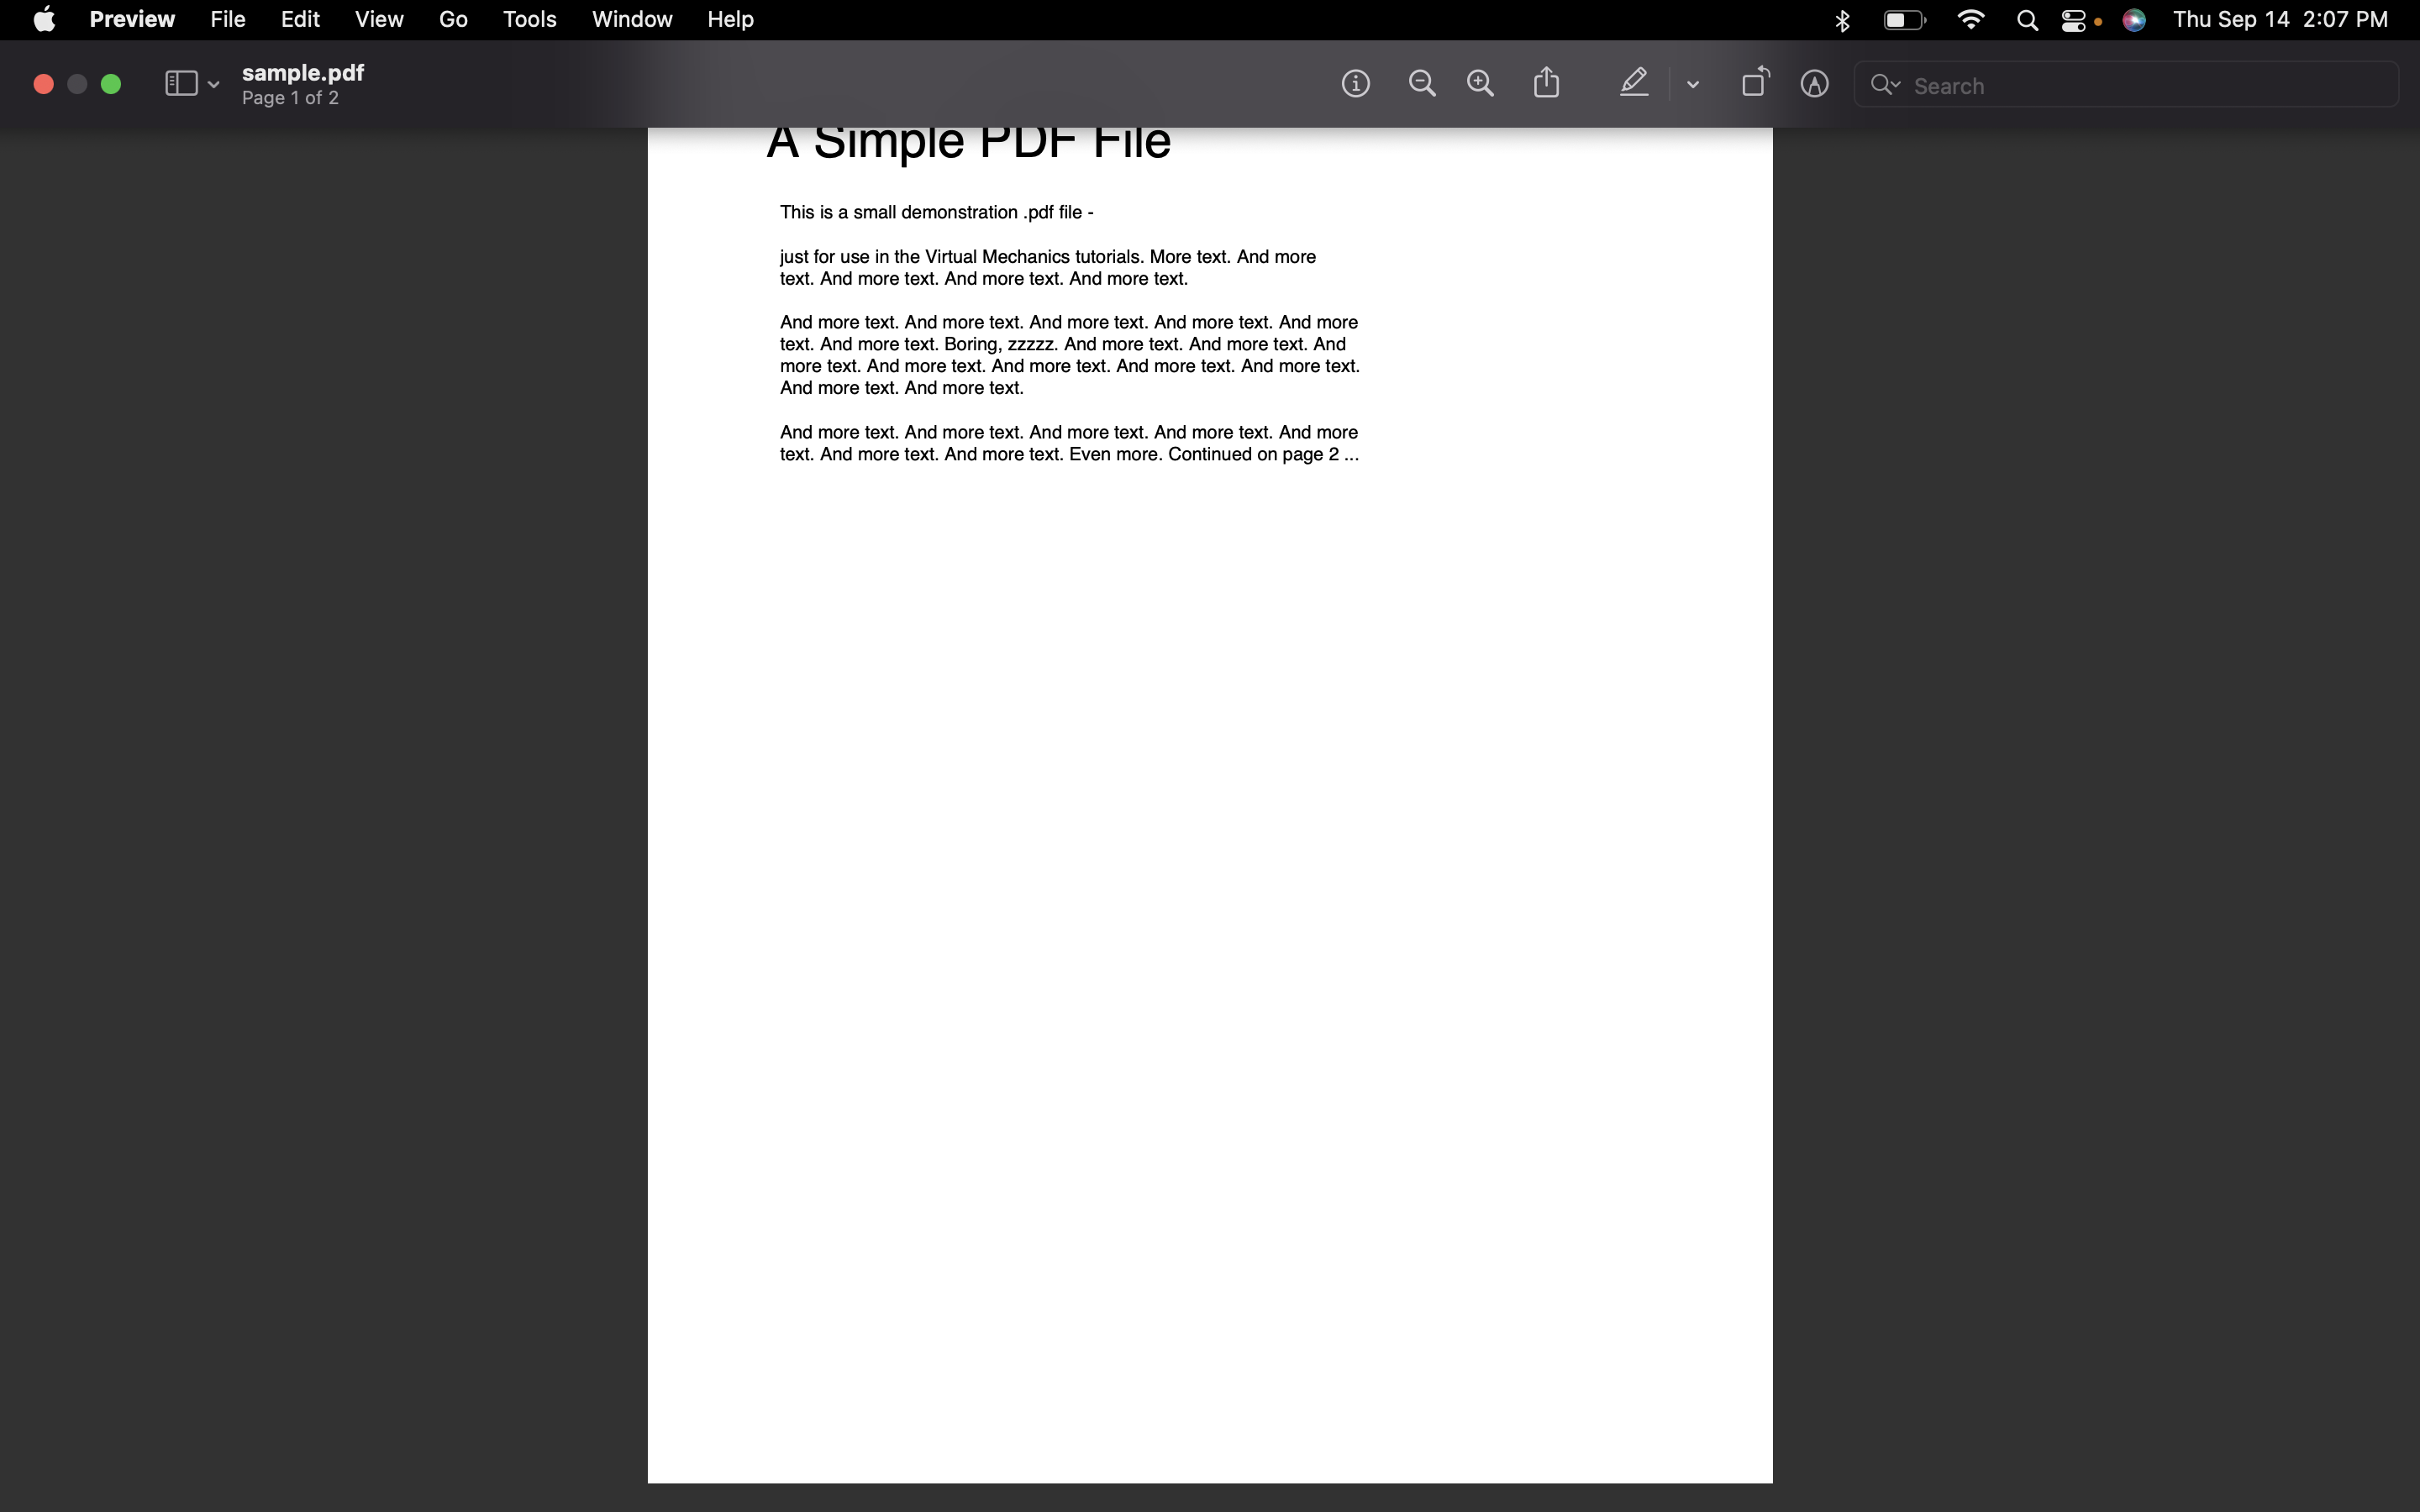 Preview File Edit View Go Tools Window Help Thu Sep 14 2:07 PM
sample.pdf
Page 1 of 2
Search
A Simple PDF File
This is a small demonstration .pdf file -
just for use in the Virtual Mechanics tutorials. More text. And more
text. And more text. And more text. And more text.
And more text. And more text. And more text. And more text. And more
text. And more text. Boring, zzzzz. And more text. And more text. And
more text. And more text. And more text. And more text. And more text.
And more text. And more text.
And more text. And more text. And more text. And more text. And more
text. And more text. And more text. Even more. Continued on page 2 ...